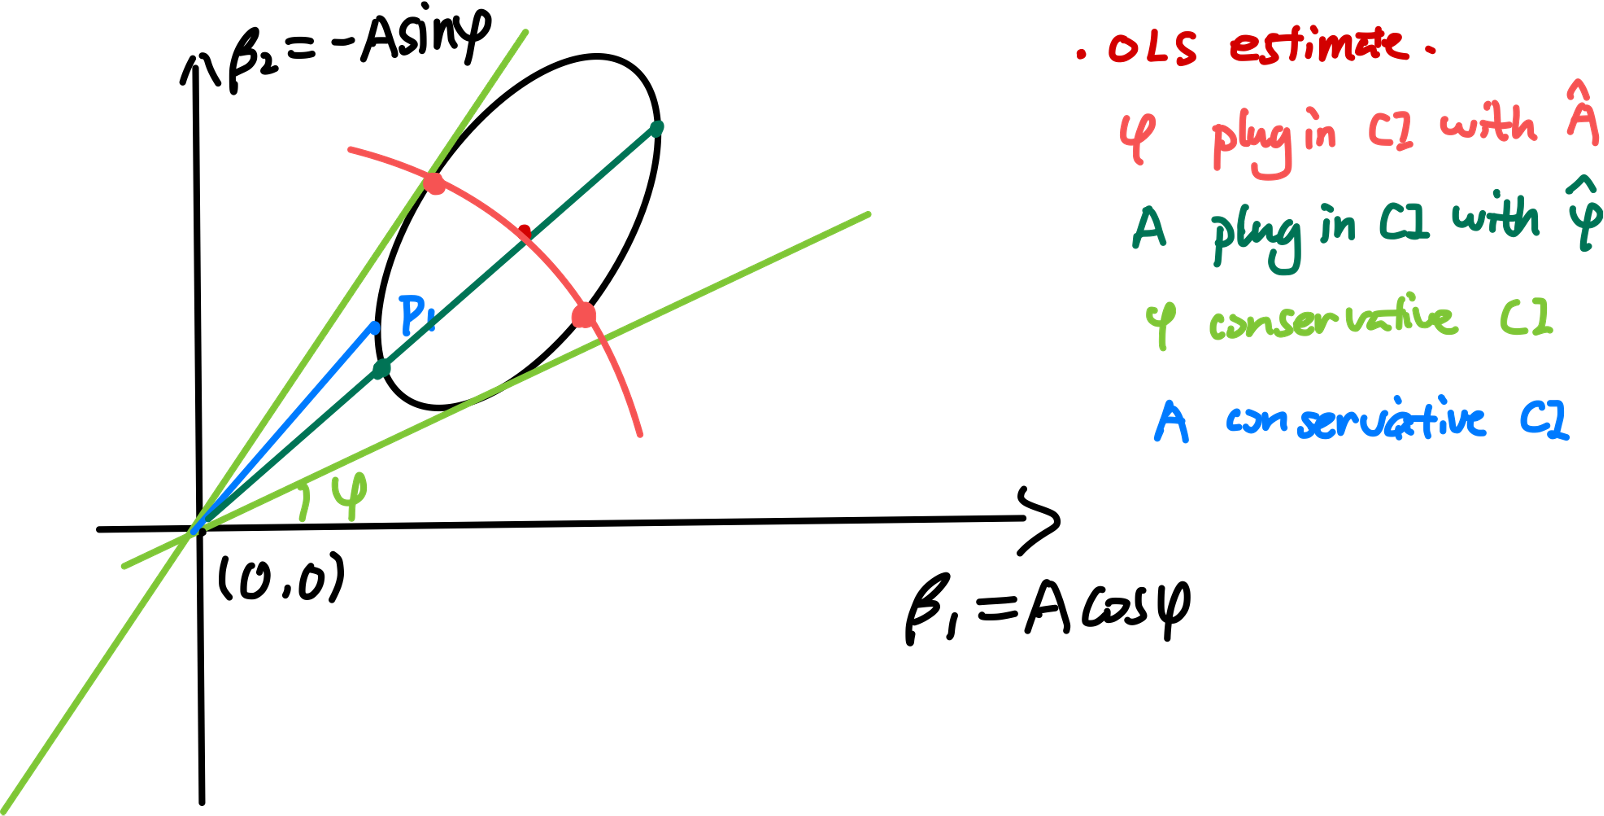 β₂ = -Asinφ
. OLS estimate.
φ plug in CI with Â
A plug in CI with φ̂
φ conservative CI
A conservative CI
P₁
φ
(0,0)
β₁ = A cosφ